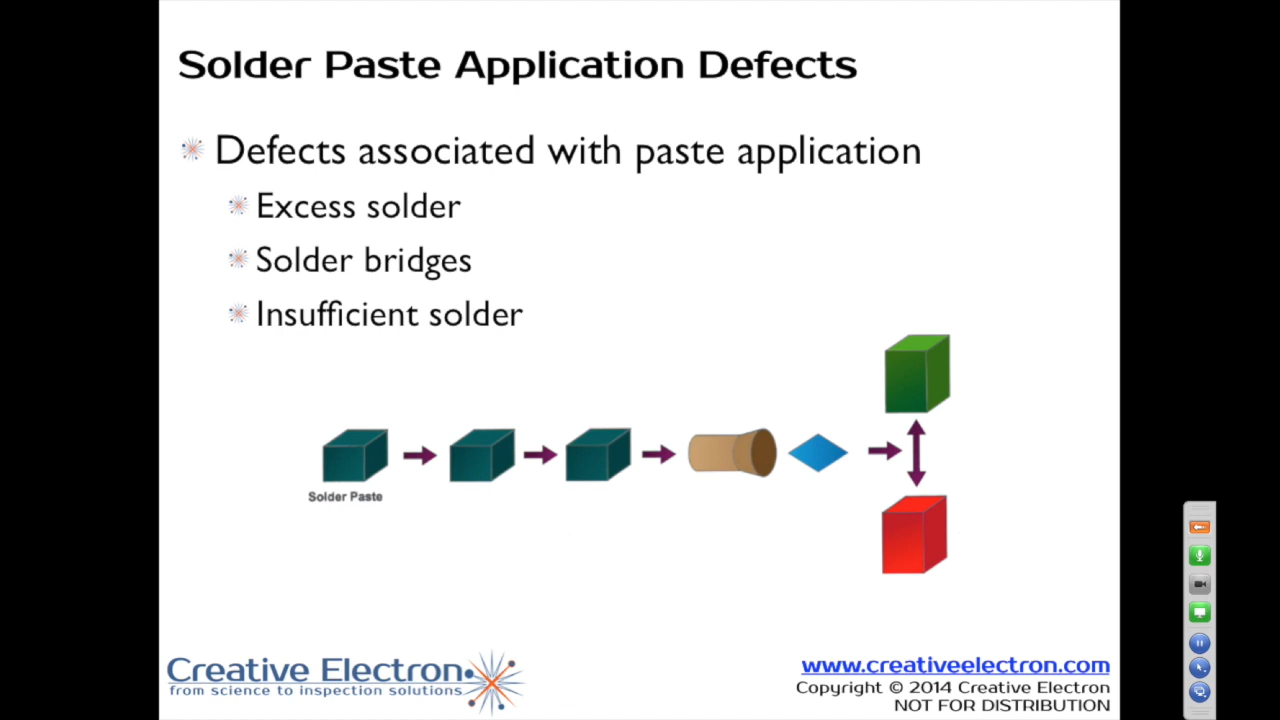 Solder Paste Application Defects
Defects associated with paste application
Excess solder
Solder bridges
Insufficient solder
Solder Paste
Creative Electron
from science to inspection solutions
www.creativeelectron.com
Copyright © 2014 Creative Electron
NOT FOR DISTRIBUTION